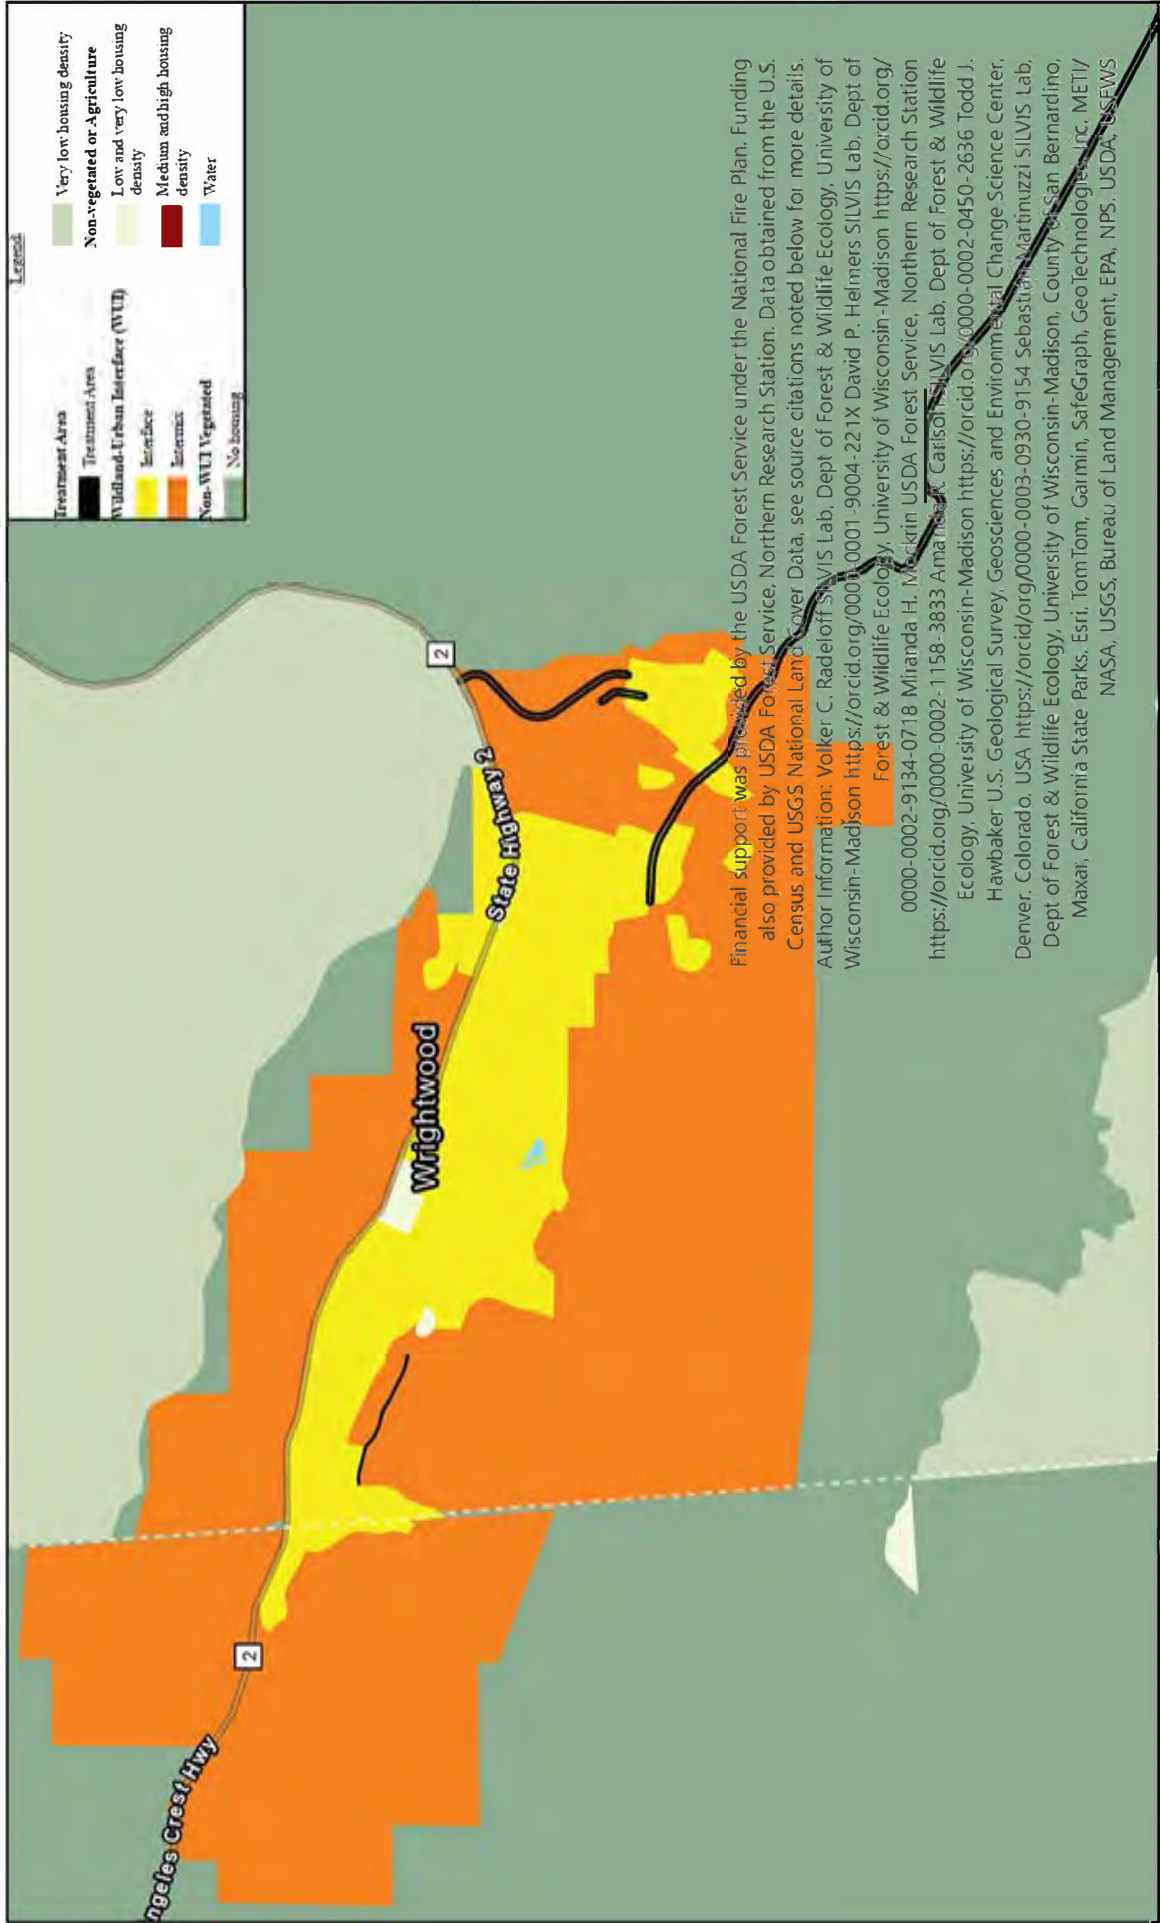 Legend
Treatment Area
Treatment Area
Wildland-Urban Interface (WUI)
Interface
Intermix
Non-WUI Vegetated
No housing
Very low housing density
Non-vegetated or Agriculture
Low and very low housing
density
Medium and high housing
density
Water
ngeles Crest Hwy
2
Wrightwood
State Highway 2
2
Financial support was provided by the USDA Forest Service under the National Fire Plan. Funding
also provided by USDA Forest Service, Northern Research Station. Data obtained from the U.S.
Census and USGS National Land Cover Data, see source citations noted below for more details.
Author Information: Volker C. Radeloff SILVIS Lab, Dept of Forest & Wildlife Ecology, University of
Wisconsin-Madison https://orcid.org/0000-0001-9004-221X David P. Helmers SILVIS Lab, Dept of
Forest & Wildlife Ecology, University of Wisconsin-Madison https://orcid.org/
0000-0002-9134-0718 Miranda H. Mockrin USDA Forest Service, Northern Research Station
https://orcid.org/0000-0002-1158-3833 Amanda R. Carlson SILVIS Lab, Dept of Forest & Wildlife
Ecology, University of Wisconsin-Madison https://orcid.org/0000-0002-0450-2636 Todd J.
Hawbaker U.S. Geological Survey, Geosciences and Environmental Change Science Center,
Denver, Colorado, USA https://orcid/org/0000-0003-0930-9154 Sebastian Martinuzzi SILVIS Lab,
Dept of Forest & Wildlife Ecology, University of Wisconsin-Madison, County of San Bernardino,
Maxar, California State Parks, Esri, TomTom, Garmin, SafeGraph, GeoTechnologies, Inc. METI/
NASA, USGS, Bureau of Land Management, EPA, NPS, USDA, USFWS